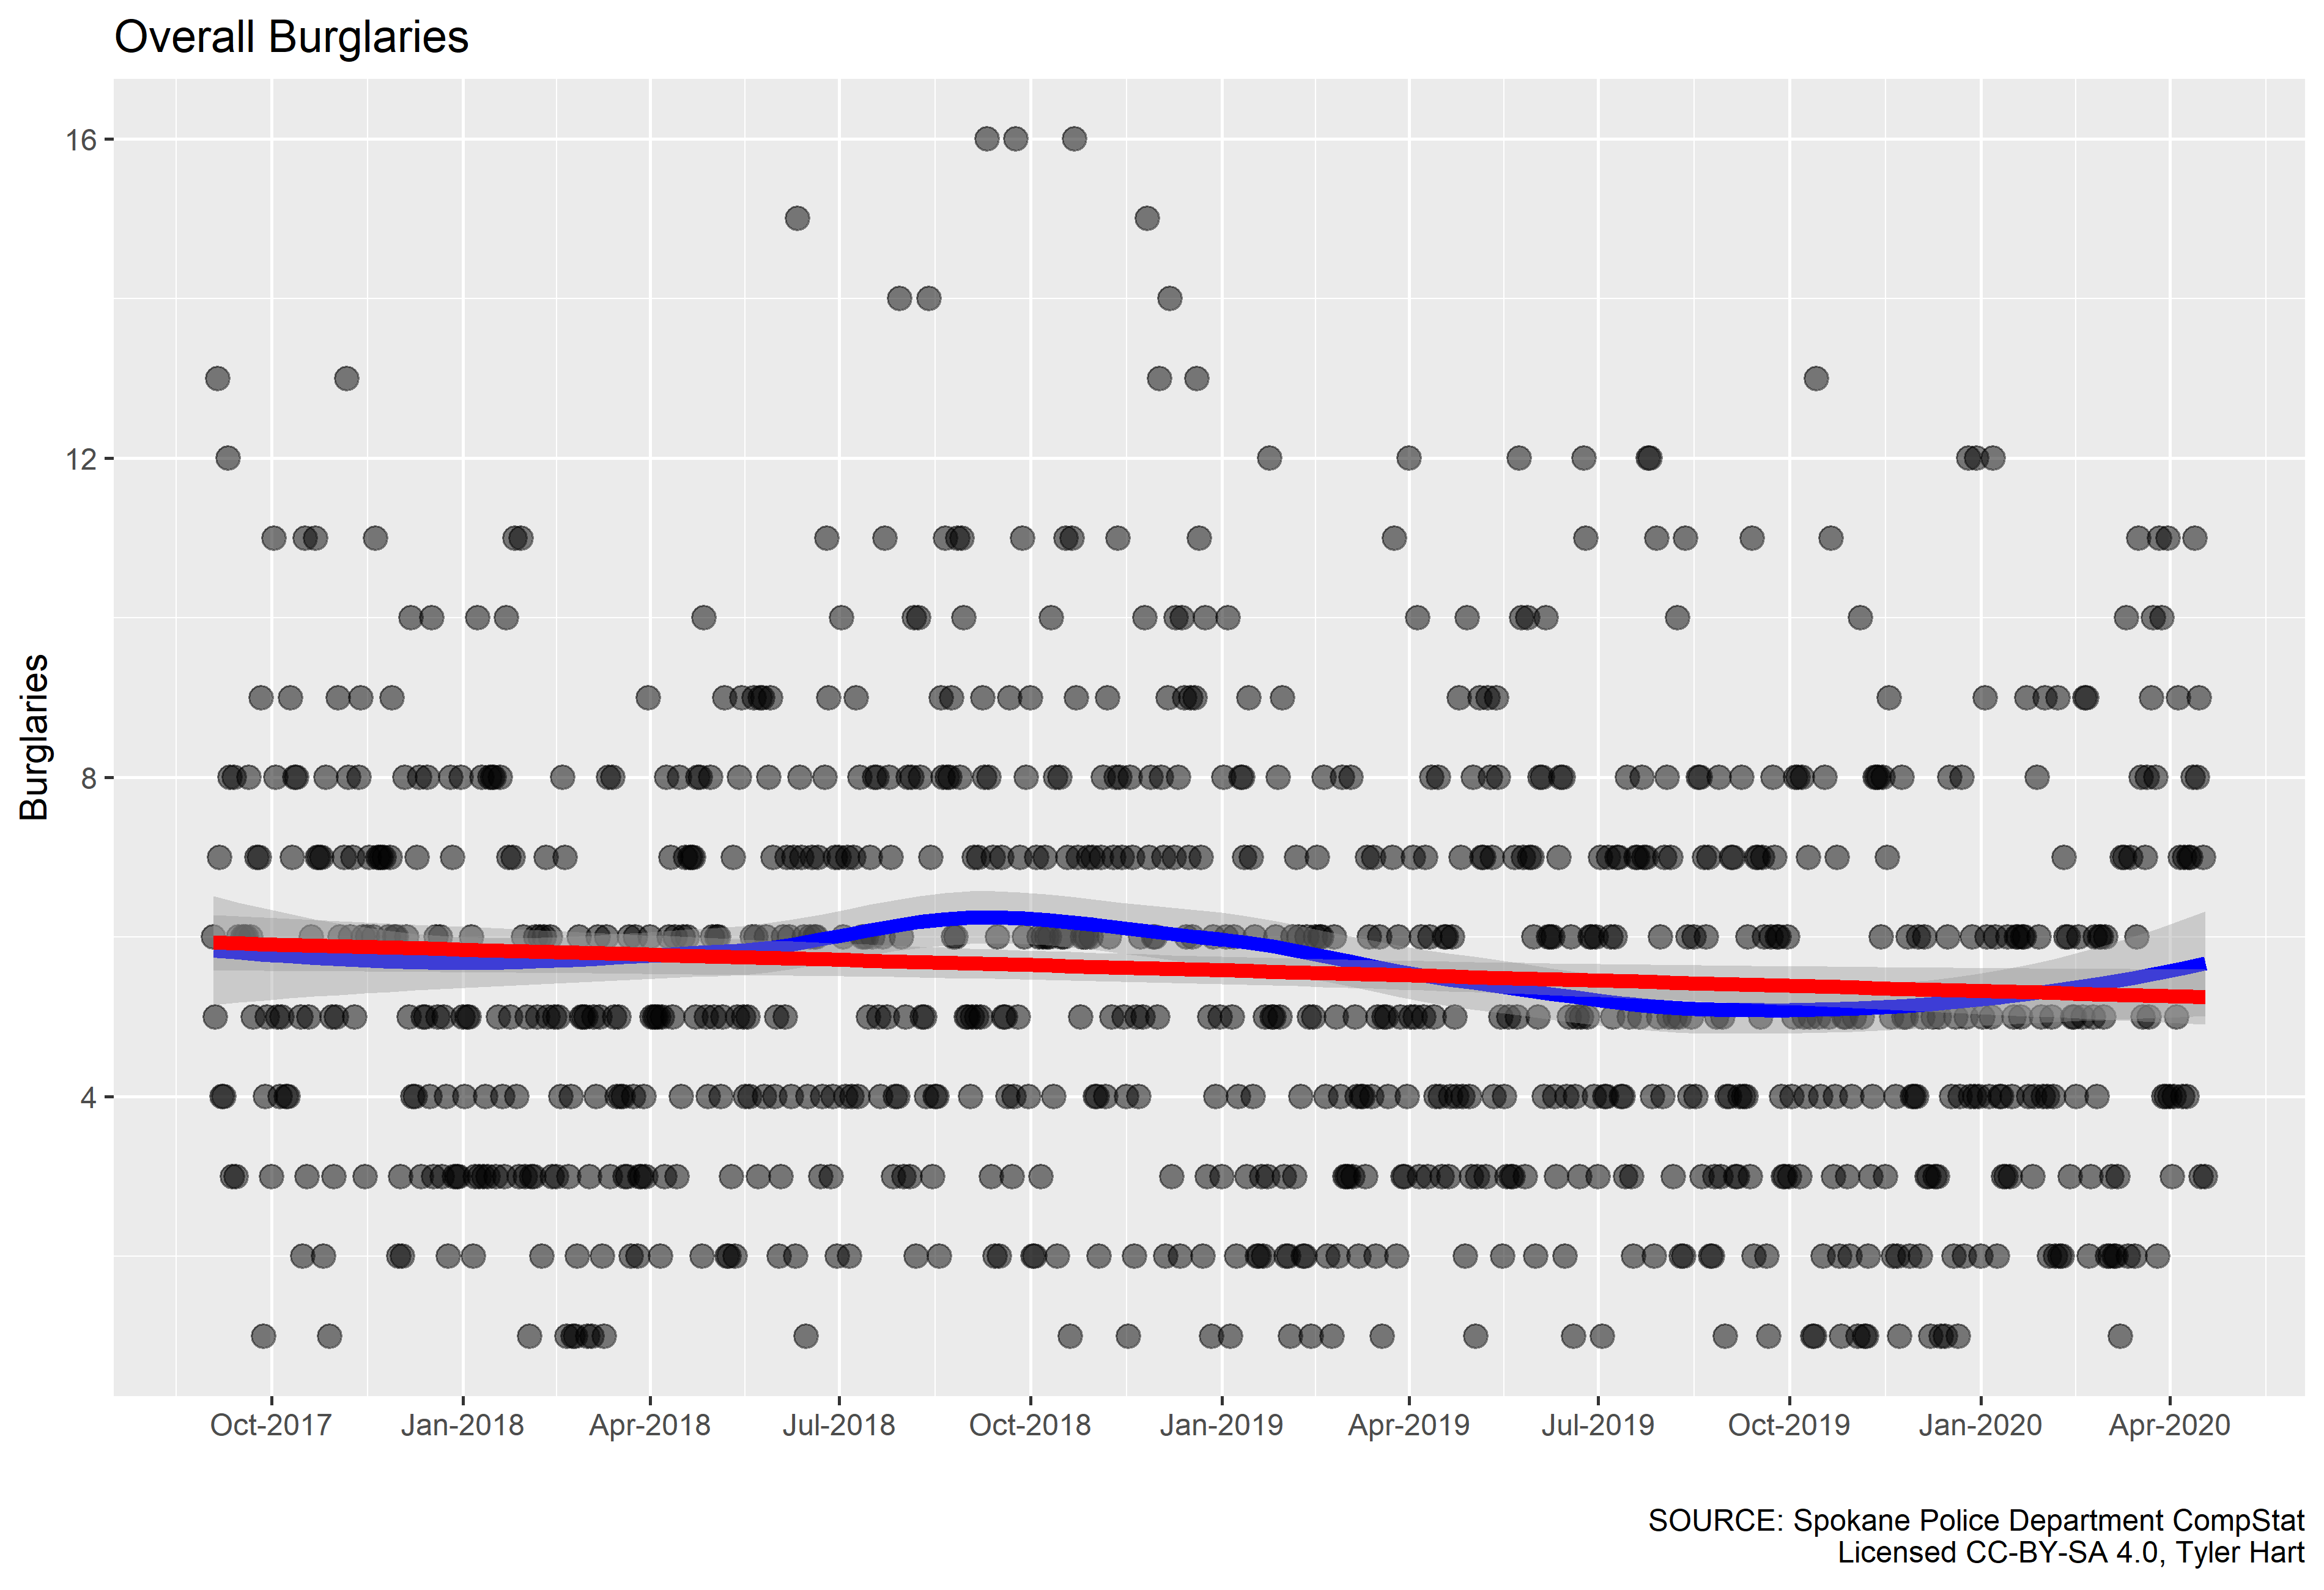 Overall Burglaries
Burglaries
16
12
8
4
Oct-2017 Jan-2018 Apr-2018 Jul-2018 Oct-2018 Jan-2019 Apr-2019 Jul-2019 Oct-2019 Jan-2020 Apr-2020
SOURCE: Spokane Police Department CompStat
Licensed CC-BY-SA 4.0, Tyler Hart